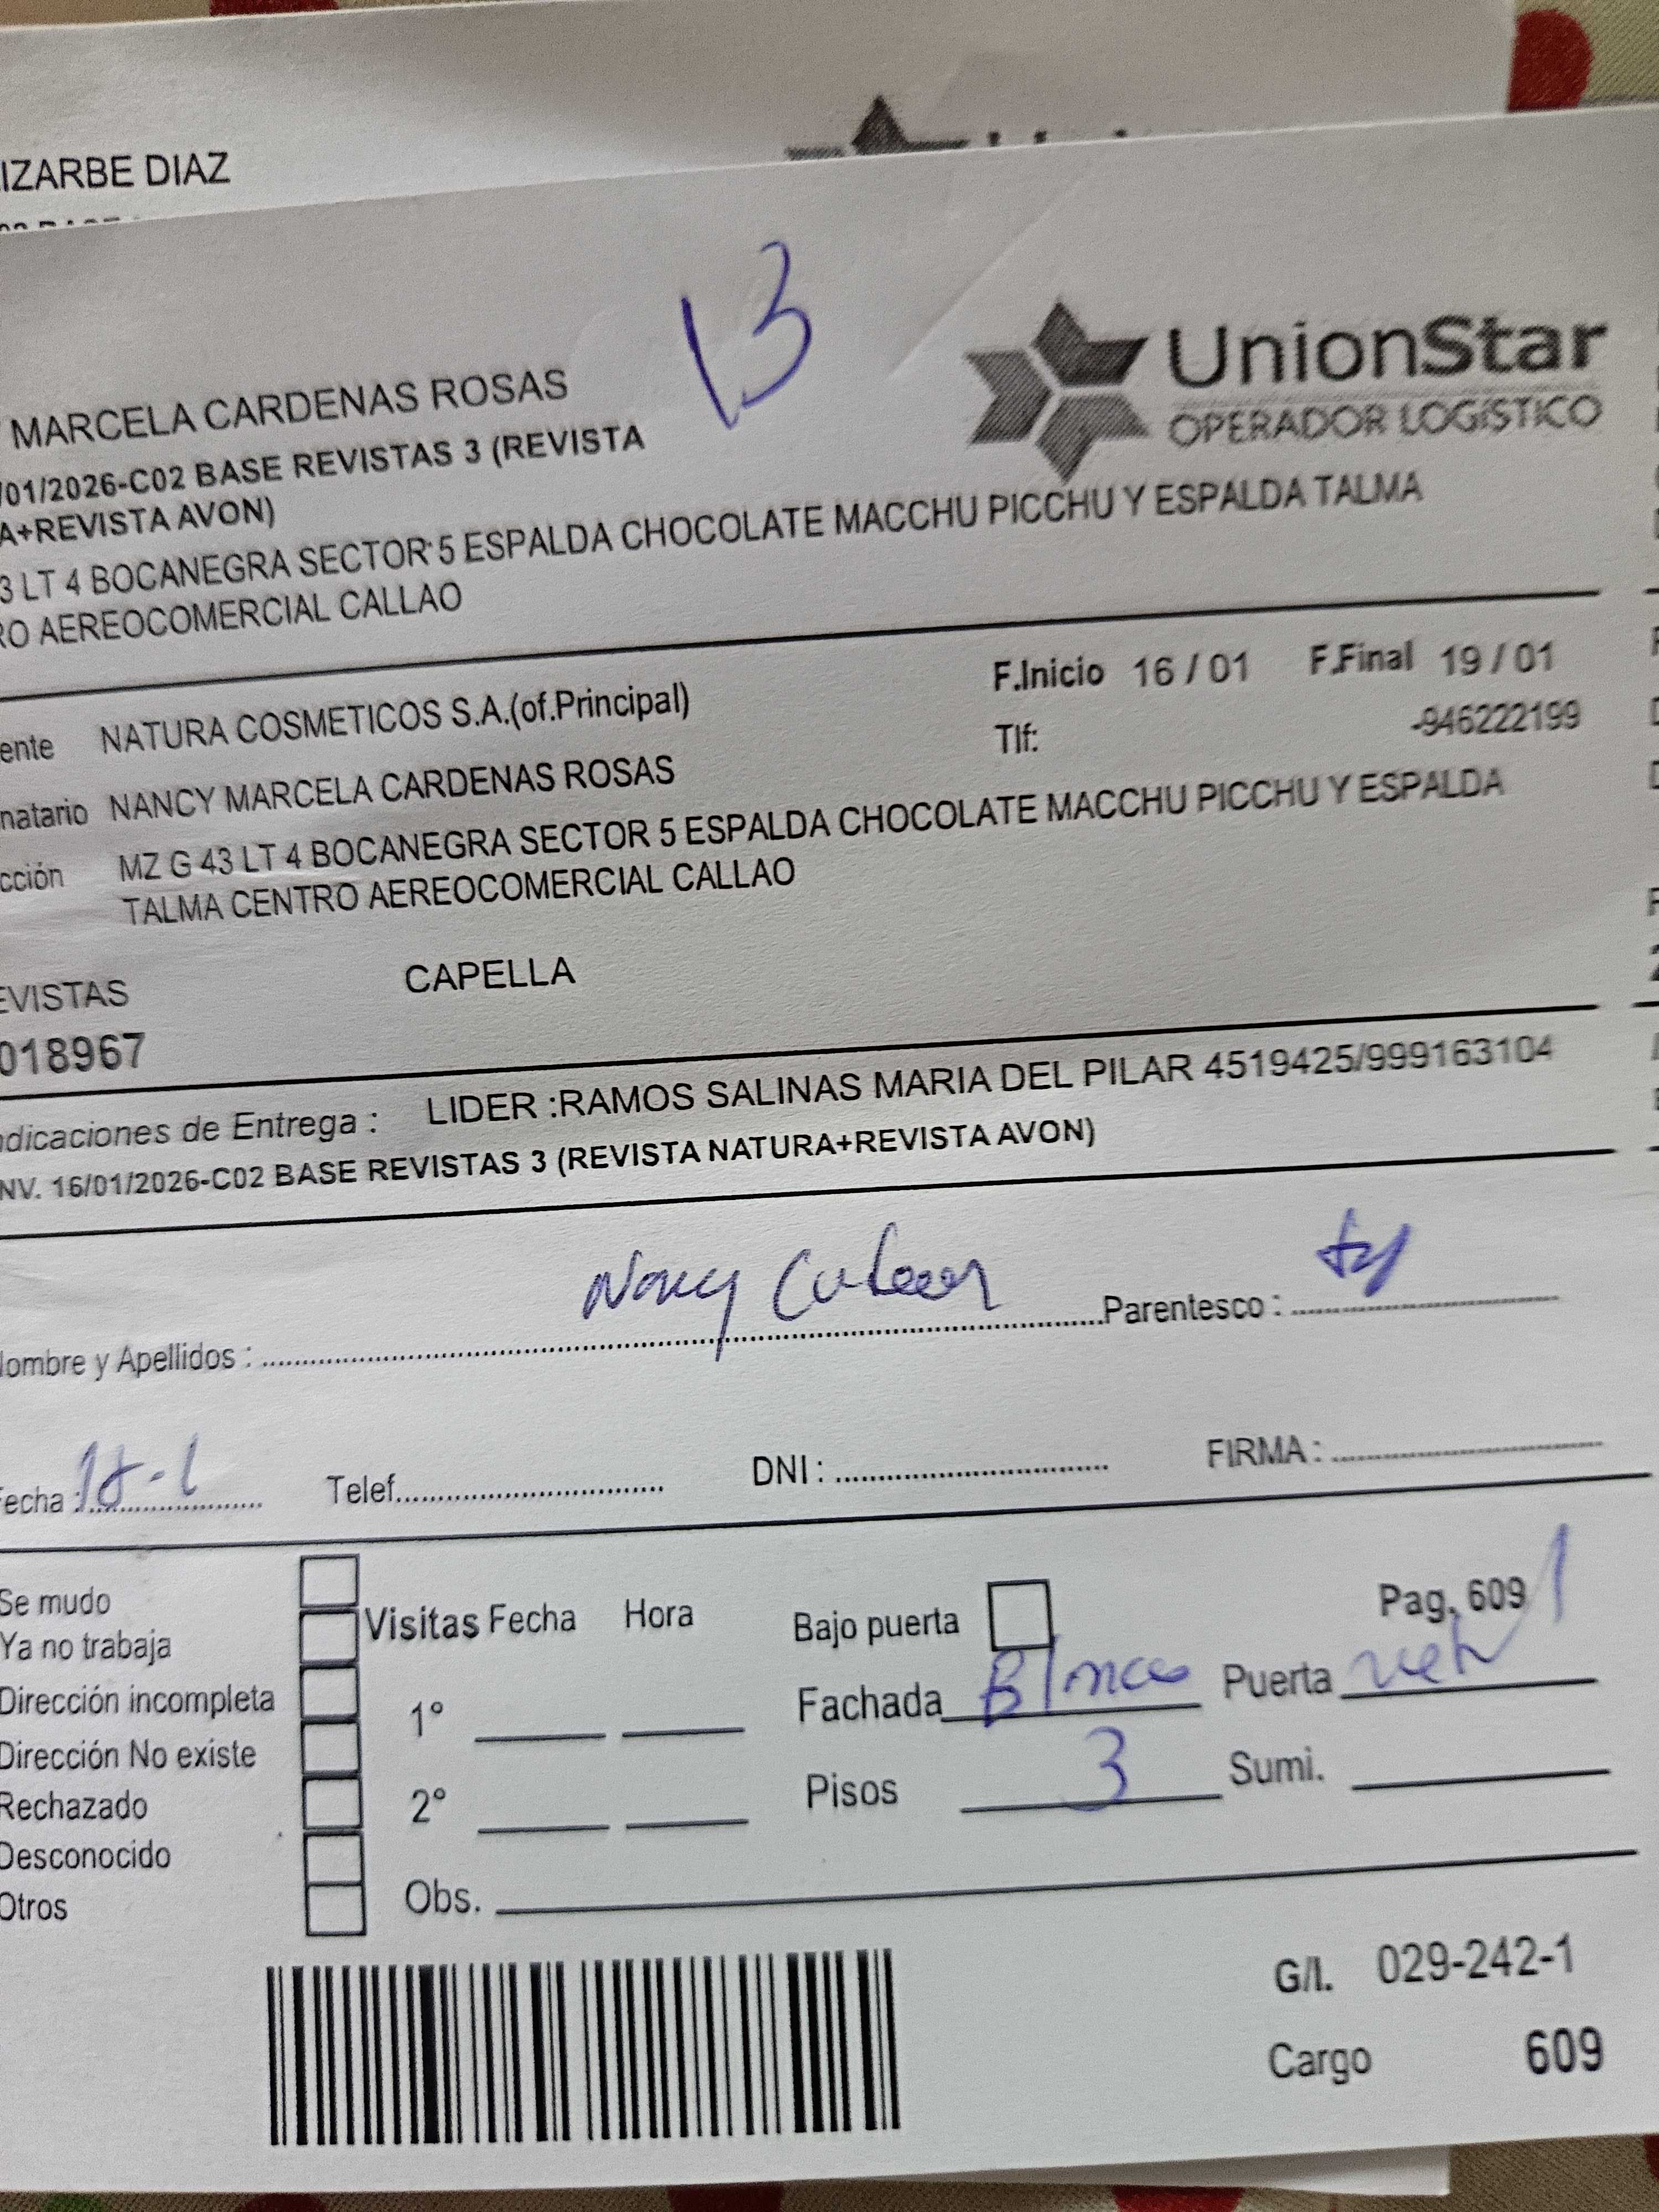 IZARBE DIAZ
13
UnionStar
OPERADOR LOGÍSTICO
MARCELA CARDENAS ROSAS
/01/2026-C02 BASE REVISTAS 3 (REVISTA
A+REVISTA AVON)
3 LT 4 BOCANEGRA SECTOR 5 ESPALDA CHOCOLATE MACCHU PICCHU Y ESPALDA TALMA
RO AEREOCOMERCIAL CALLAO
F.Inicio 16 / 01 F.Final 19 / 01
ente NATURA COSMETICOS S.A.(of.Principal)
Tlf: -946222199
natario NANCY MARCELA CARDENAS ROSAS
cción MZ G 43 LT 4 BOCANEGRA SECTOR 5 ESPALDA CHOCOLATE MACCHU PICCHU Y ESPALDA
TALMA CENTRO AEREOCOMERCIAL CALLAO
EVISTAS CAPELLA
018967
ndicaciones de Entrega : LIDER :RAMOS SALINAS MARIA DEL PILAR 4519425/999163104
NV. 16/01/2026-C02 BASE REVISTAS 3 (REVISTA NATURA+REVISTA AVON)
Nombre y Apellidos : Nancy Parentesco :
Fecha : Telef. DNI : FIRMA :
Se mudo
Ya no trabaja
Dirección incompleta
Dirección No existe
Rechazado
Desconocido
Otros
Visitas Fecha Hora
1°
2°
Obs.
Bajo puerta Pag. 609
Fachada Blanco Puerta
Pisos 3 Sumi.
G/I. 029-242-1
Cargo 609